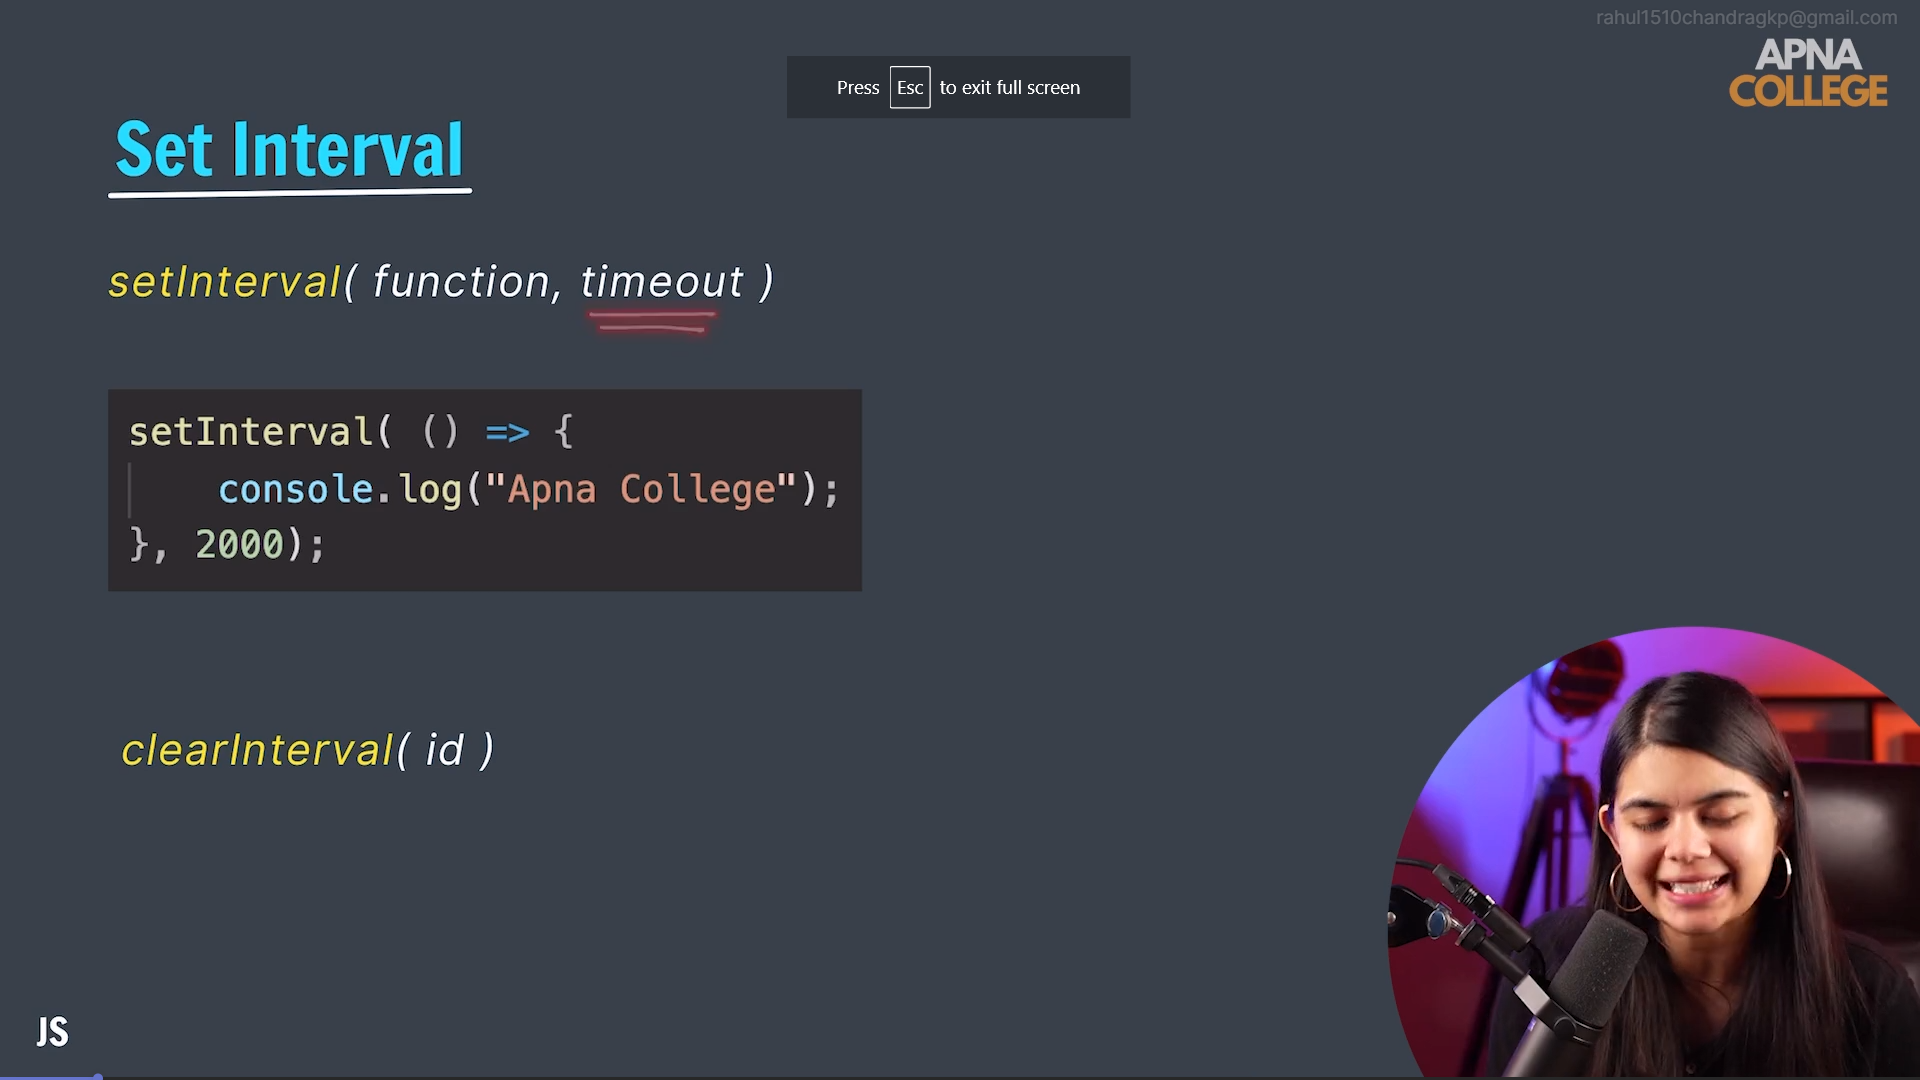 rahul1510chandragkp@gmail.com
APNA
COLLEGE
Press Esc to exit full screen
Set Interval
setInterval( function, timeout )
setInterval( () => {
console.log("Apna College");
}, 2000);
clearInterval( id )
JS